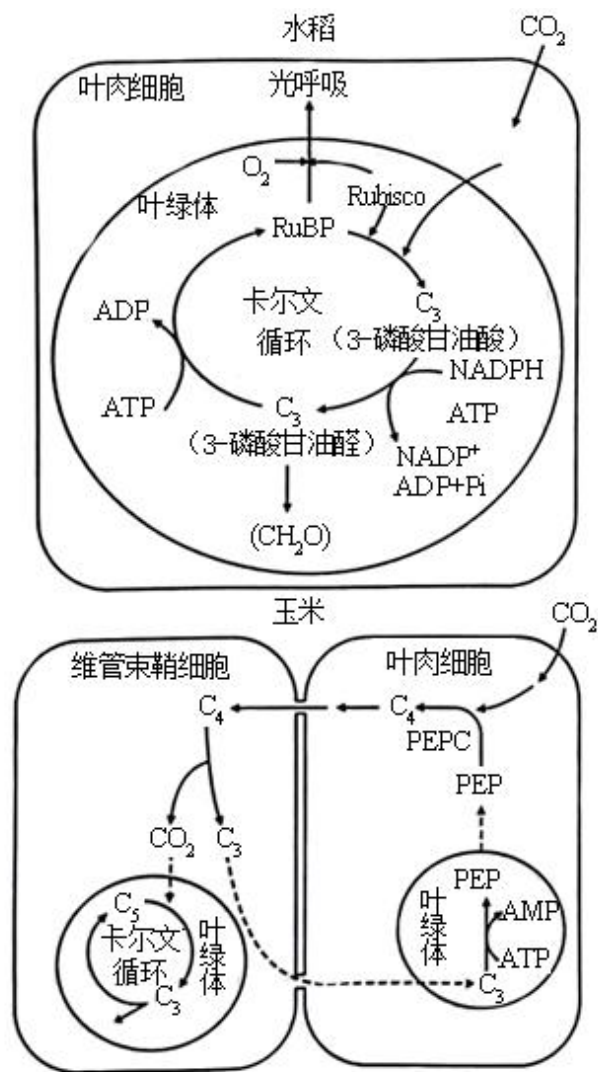 水稻
CO₂
叶肉细胞
光呼吸
O₂
Rubisco
叶绿体
RuBP
ADP
卡尔文
循环
C₃
(3-磷酸甘油酸)
NADPH
ATP
C₃
ATP
(3-磷酸甘油醛)
NADP⁺
ADP+Pi
(CH₂O)
玉米
CO₂
维管束鞘细胞
叶肉细胞
C₄
C₄
PEPC
PEP
CO₂
C₃
PEP
C₅
叶绿体
卡尔文
循环
C₃
叶绿体
AMP
ATP
C₃